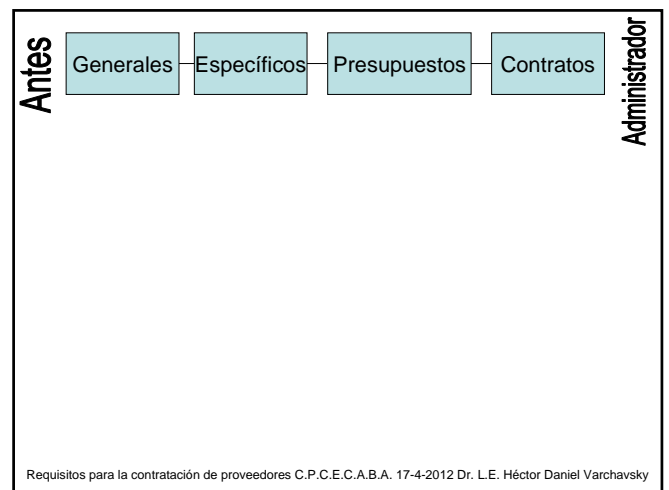 Antes
Generales
Específicos
Presupuestos
Contratos
Administrador
Requisitos para la contratación de proveedores C.P.C.E.C.A.B.A. 17-4-2012 Dr. L.E. Héctor Daniel Varchavsky